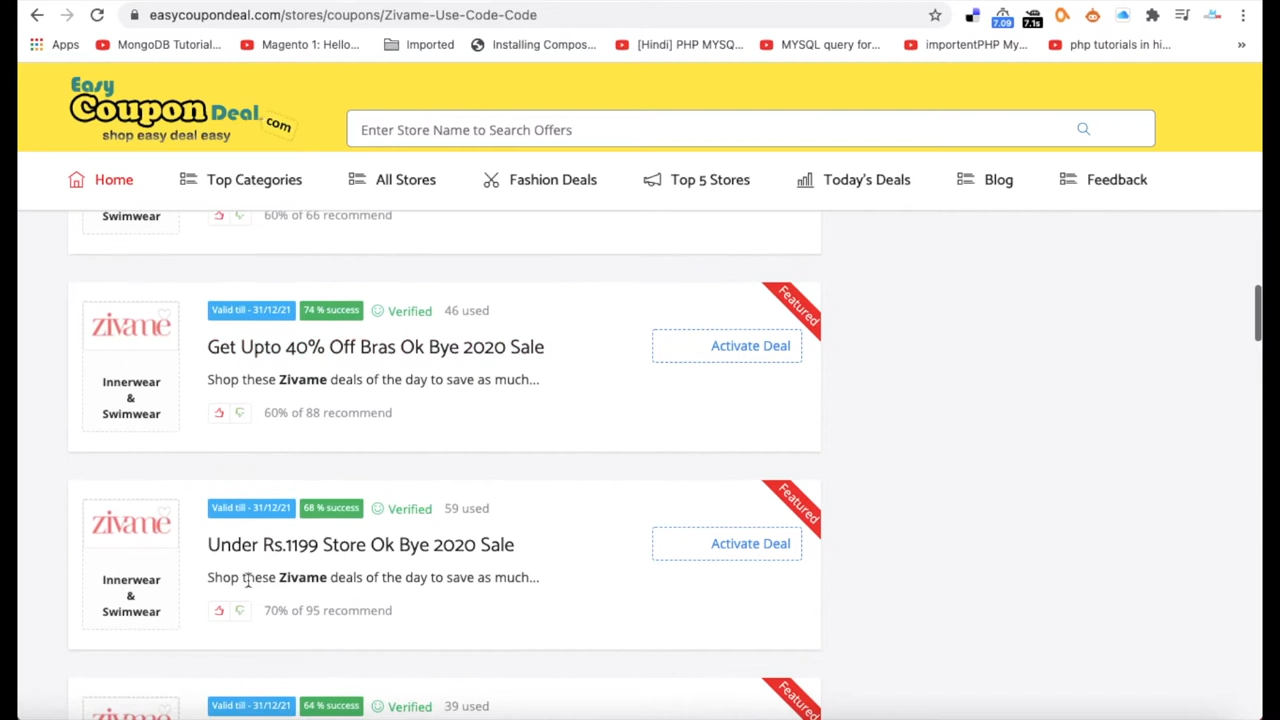 easycoupondeal.com/stores/coupons/Zivame-Use-Code-Code
7.09
7.1s
Apps
MongoDB Tutorial...
Magento 1: Hello...
Imported
Installing Compos...
[Hindi] PHP MYSQ...
MYSQL query for...
importentPHP My...
php tutorials in hi...
»
Easy
Coupon Deal.com
shop easy deal easy
Enter Store Name to Search Offers
Home
Top Categories
All Stores
Fashion Deals
Top 5 Stores
Today's Deals
Blog
Feedback
Swimwear
60% of 66 recommend
zivame
Innerwear
&
Swimwear
Valid till - 31/12/21
74 % success
Verified
46 used
Get Upto 40% Off Bras Ok Bye 2020 Sale
Shop these Zivame deals of the day to save as much...
60% of 88 recommend
Featured
Activate Deal
zivame
Innerwear
&
Swimwear
Valid till - 31/12/21
68 % success
Verified
59 used
Under Rs.1199 Store Ok Bye 2020 Sale
Shop these Zivame deals of the day to save as much...
70% of 95 recommend
Featured
Activate Deal
zivame
Valid till - 31/12/21
64 % success
Verified
39 used
Featured